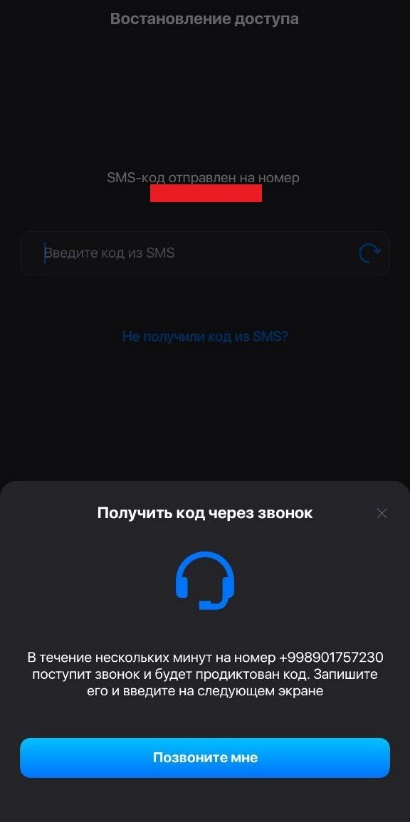 Востановление доступа
SMS-код отправлен на номер
Введите код из SMS
Не получили код из SMS?
Получить код через звонок
В течение нескольких минут на номер +998901757230
поступит звонок и будет продиктован код. Запишите
его и введите на следующем экране
Позвоните мне